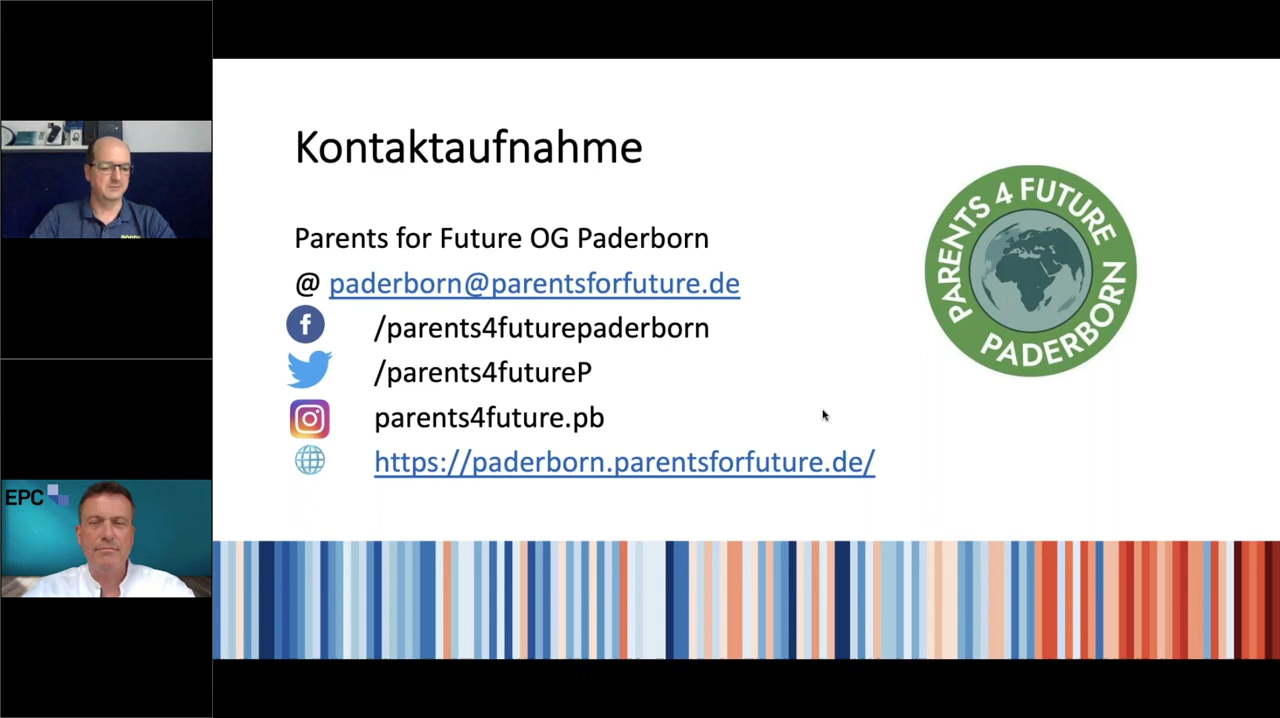 Kontaktaufnahme
Parents for Future OG Paderborn
@ paderborn@parentsforfuture.de
/parents4futurepaderborn
/parents4futureP
parents4future.pb
https://paderborn.parentsforfuture.de/
PARENTS 4 FUTURE
PADERBORN
EPC